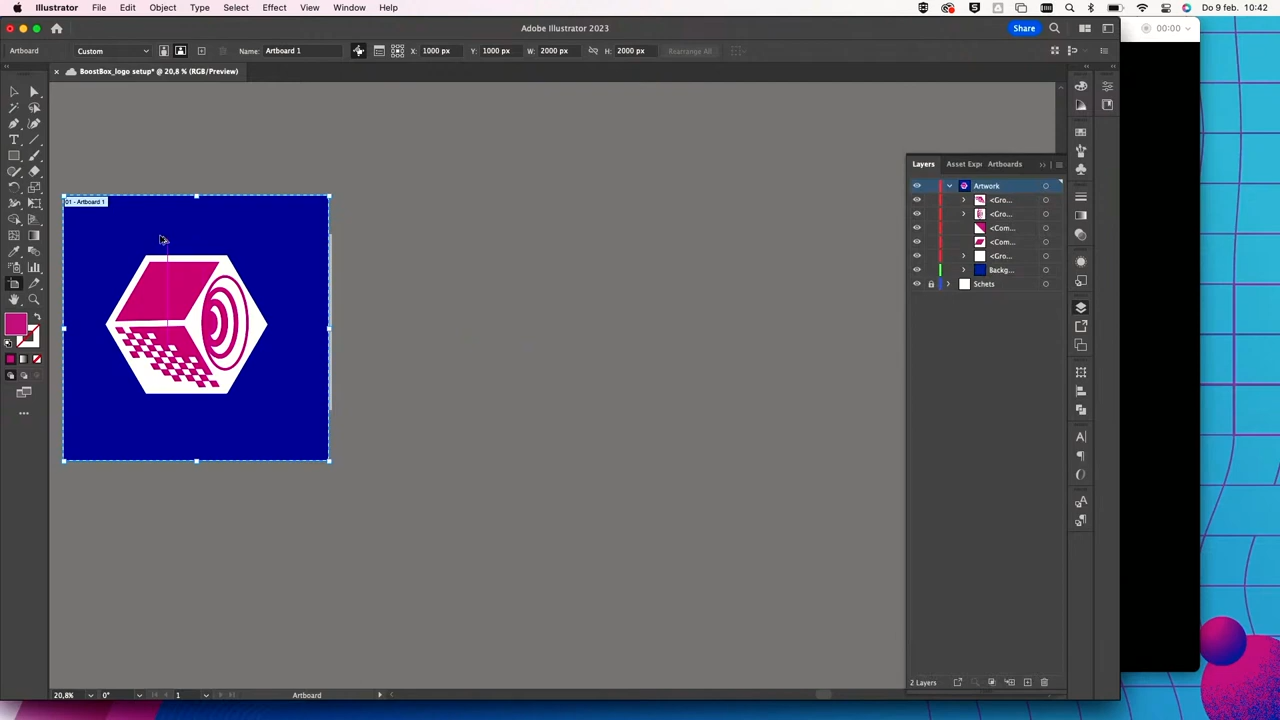 Illustrator File Edit Object Type Select Effect View Window Help Do 9 feb. 10:42
Adobe Illustrator 2023 Share 00:00
Artboard Custom Name: Artboard 1 X: 1000 px Y: 1000 px W: 2000 px H: 2000 px Rearrange All
× BoostBox_logo setup* @ 20,8 % (RGB/Preview)
Layers Asset Exp Artboards
Artwork
<Gro...
<Gro...
<Com...
<Com...
<Gro...
Backg...
Schets
01 - Artboard 1
2 Layers
20,8% 0° 1 Artboard